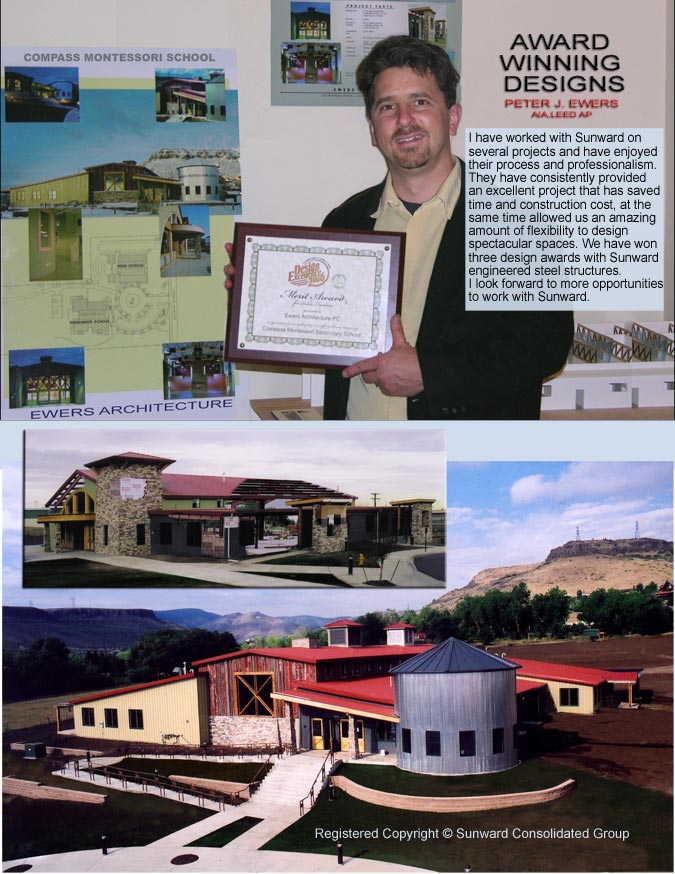 PROJECT FACTS
COMPASS MONTESSORI SCHOOL
AWARD
WINNING
DESIGNS
PETER J. EWERS
AIA,LEED AP
I have worked with Sunward on
several projects and have enjoyed
their process and professionalism.
They have consistently provided
an excellent project that has saved
time and construction cost, at the
same time allowed us an amazing
amount of flexibility to design
spectacular spaces. We have won
three design awards with Sunward
engineered steel structures.
I look forward to more opportunities
to work with Sunward.
Design
Excellence
Merit Award
Ewers Architecture PC
Compass Montessori Secondary School
HIGH SCHOOL
EWERS ARCHITECTURE
Registered Copyright © Sunward Consolidated Group